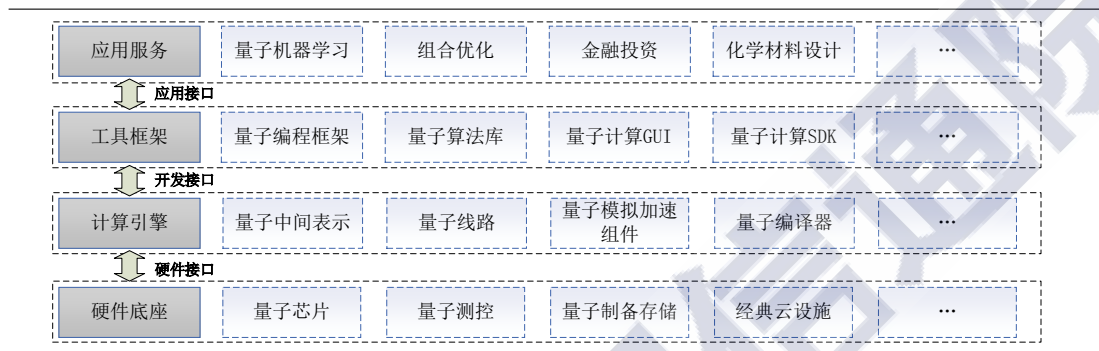 应用服务 量子机器学习 组合优化 金融投资 化学材料设计 …
应用接口
工具框架 量子编程框架 量子算法库 量子计算GUI 量子计算SDK …
开发接口
计算引擎 量子中间表示 量子线路 量子模拟加速 量子编译器 …
组件
硬件接口
硬件底座 量子芯片 量子测控 量子制备存储 经典云设施 …
信通院